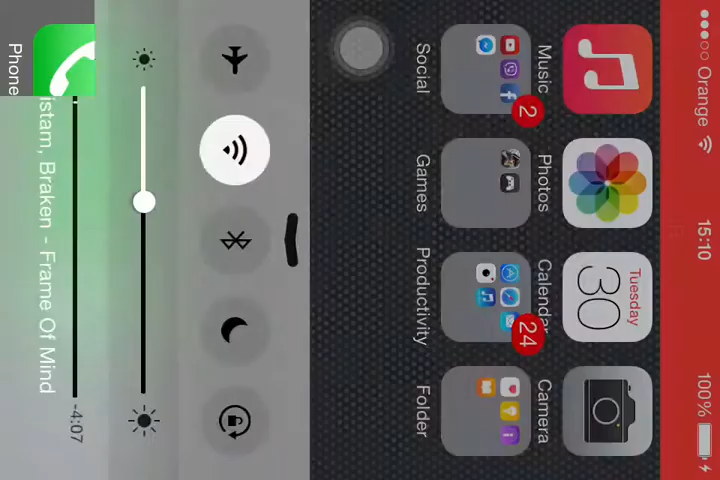 Orange 15:10 100%
Tuesday
30
Music Photos Calendar Camera
2 24
Social Games Productivity Folder
-4:07
istam, Braken - Frame Of Mind
Phone